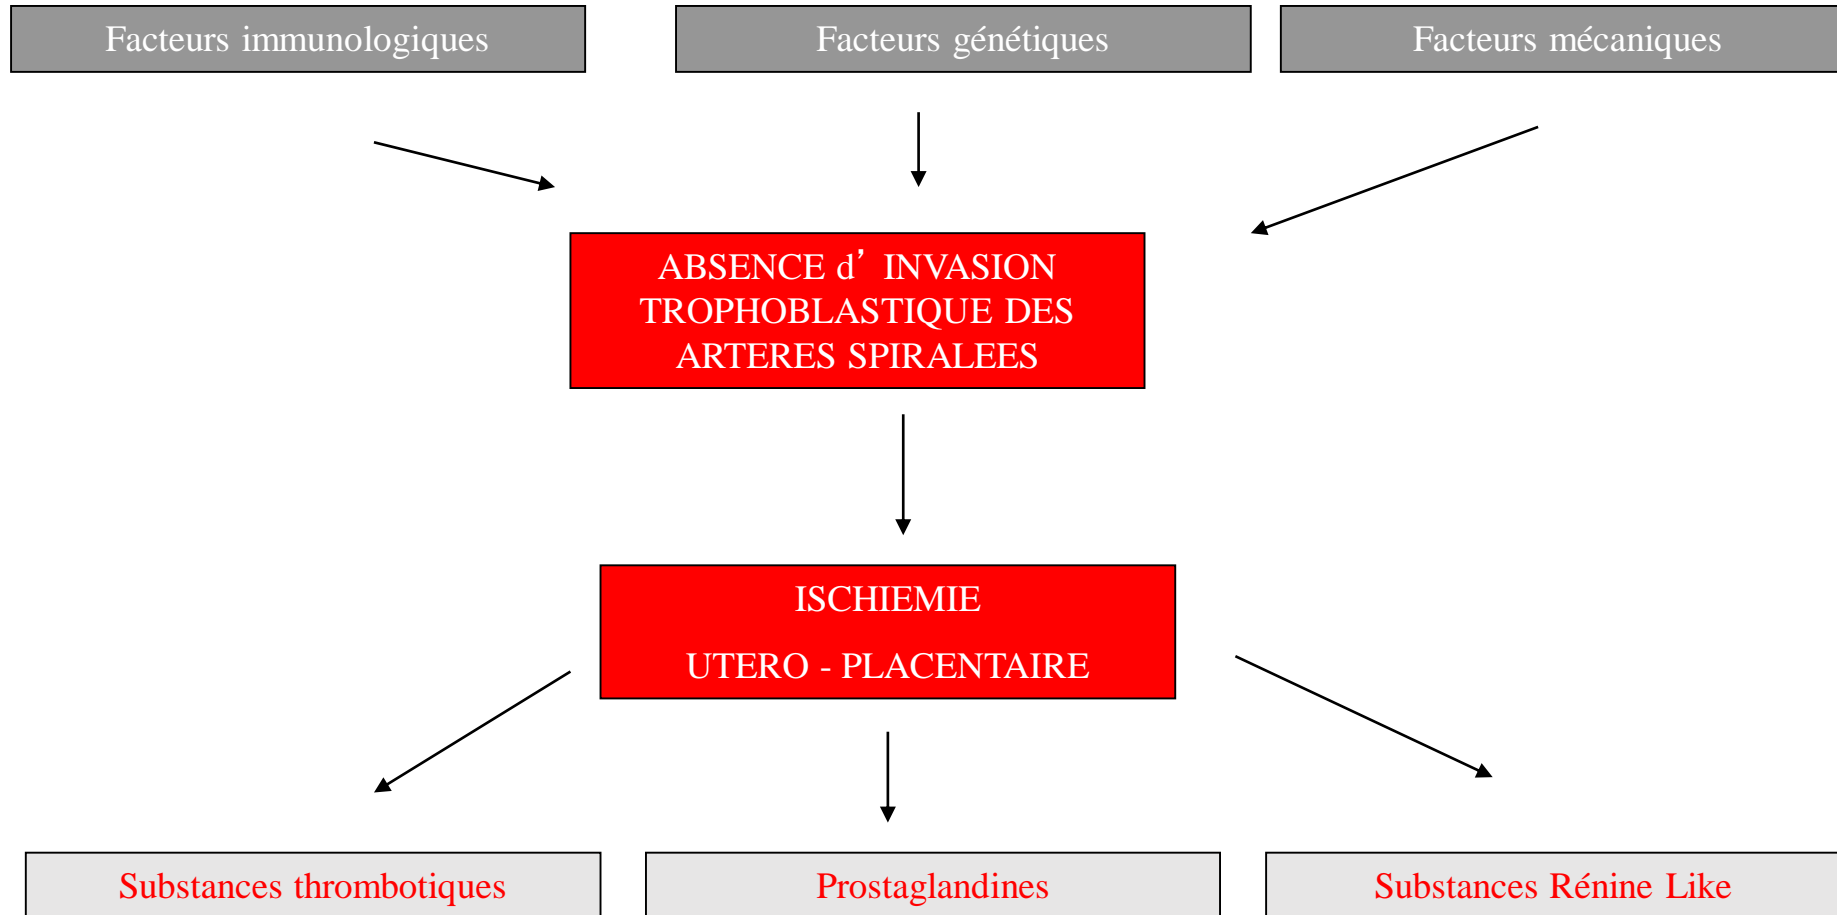 Facteurs immunologiques
Facteurs génétiques
Facteurs mécaniques
ABSENCE d’ INVASION
TROPHOBLASTIQUE DES
ARTERES SPIRALEES
ISCHIEMIE
UTERO - PLACENTAIRE
Substances thrombotiques
Prostaglandines
Substances Rénine Like